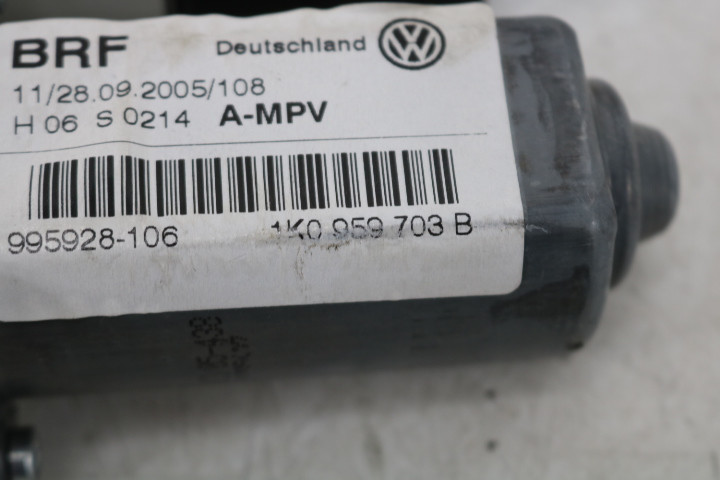 BRF Deutschland
11/28.09.2005/108
H 06 S 0214 A-MPV
995928-106 1K0 959 703 B